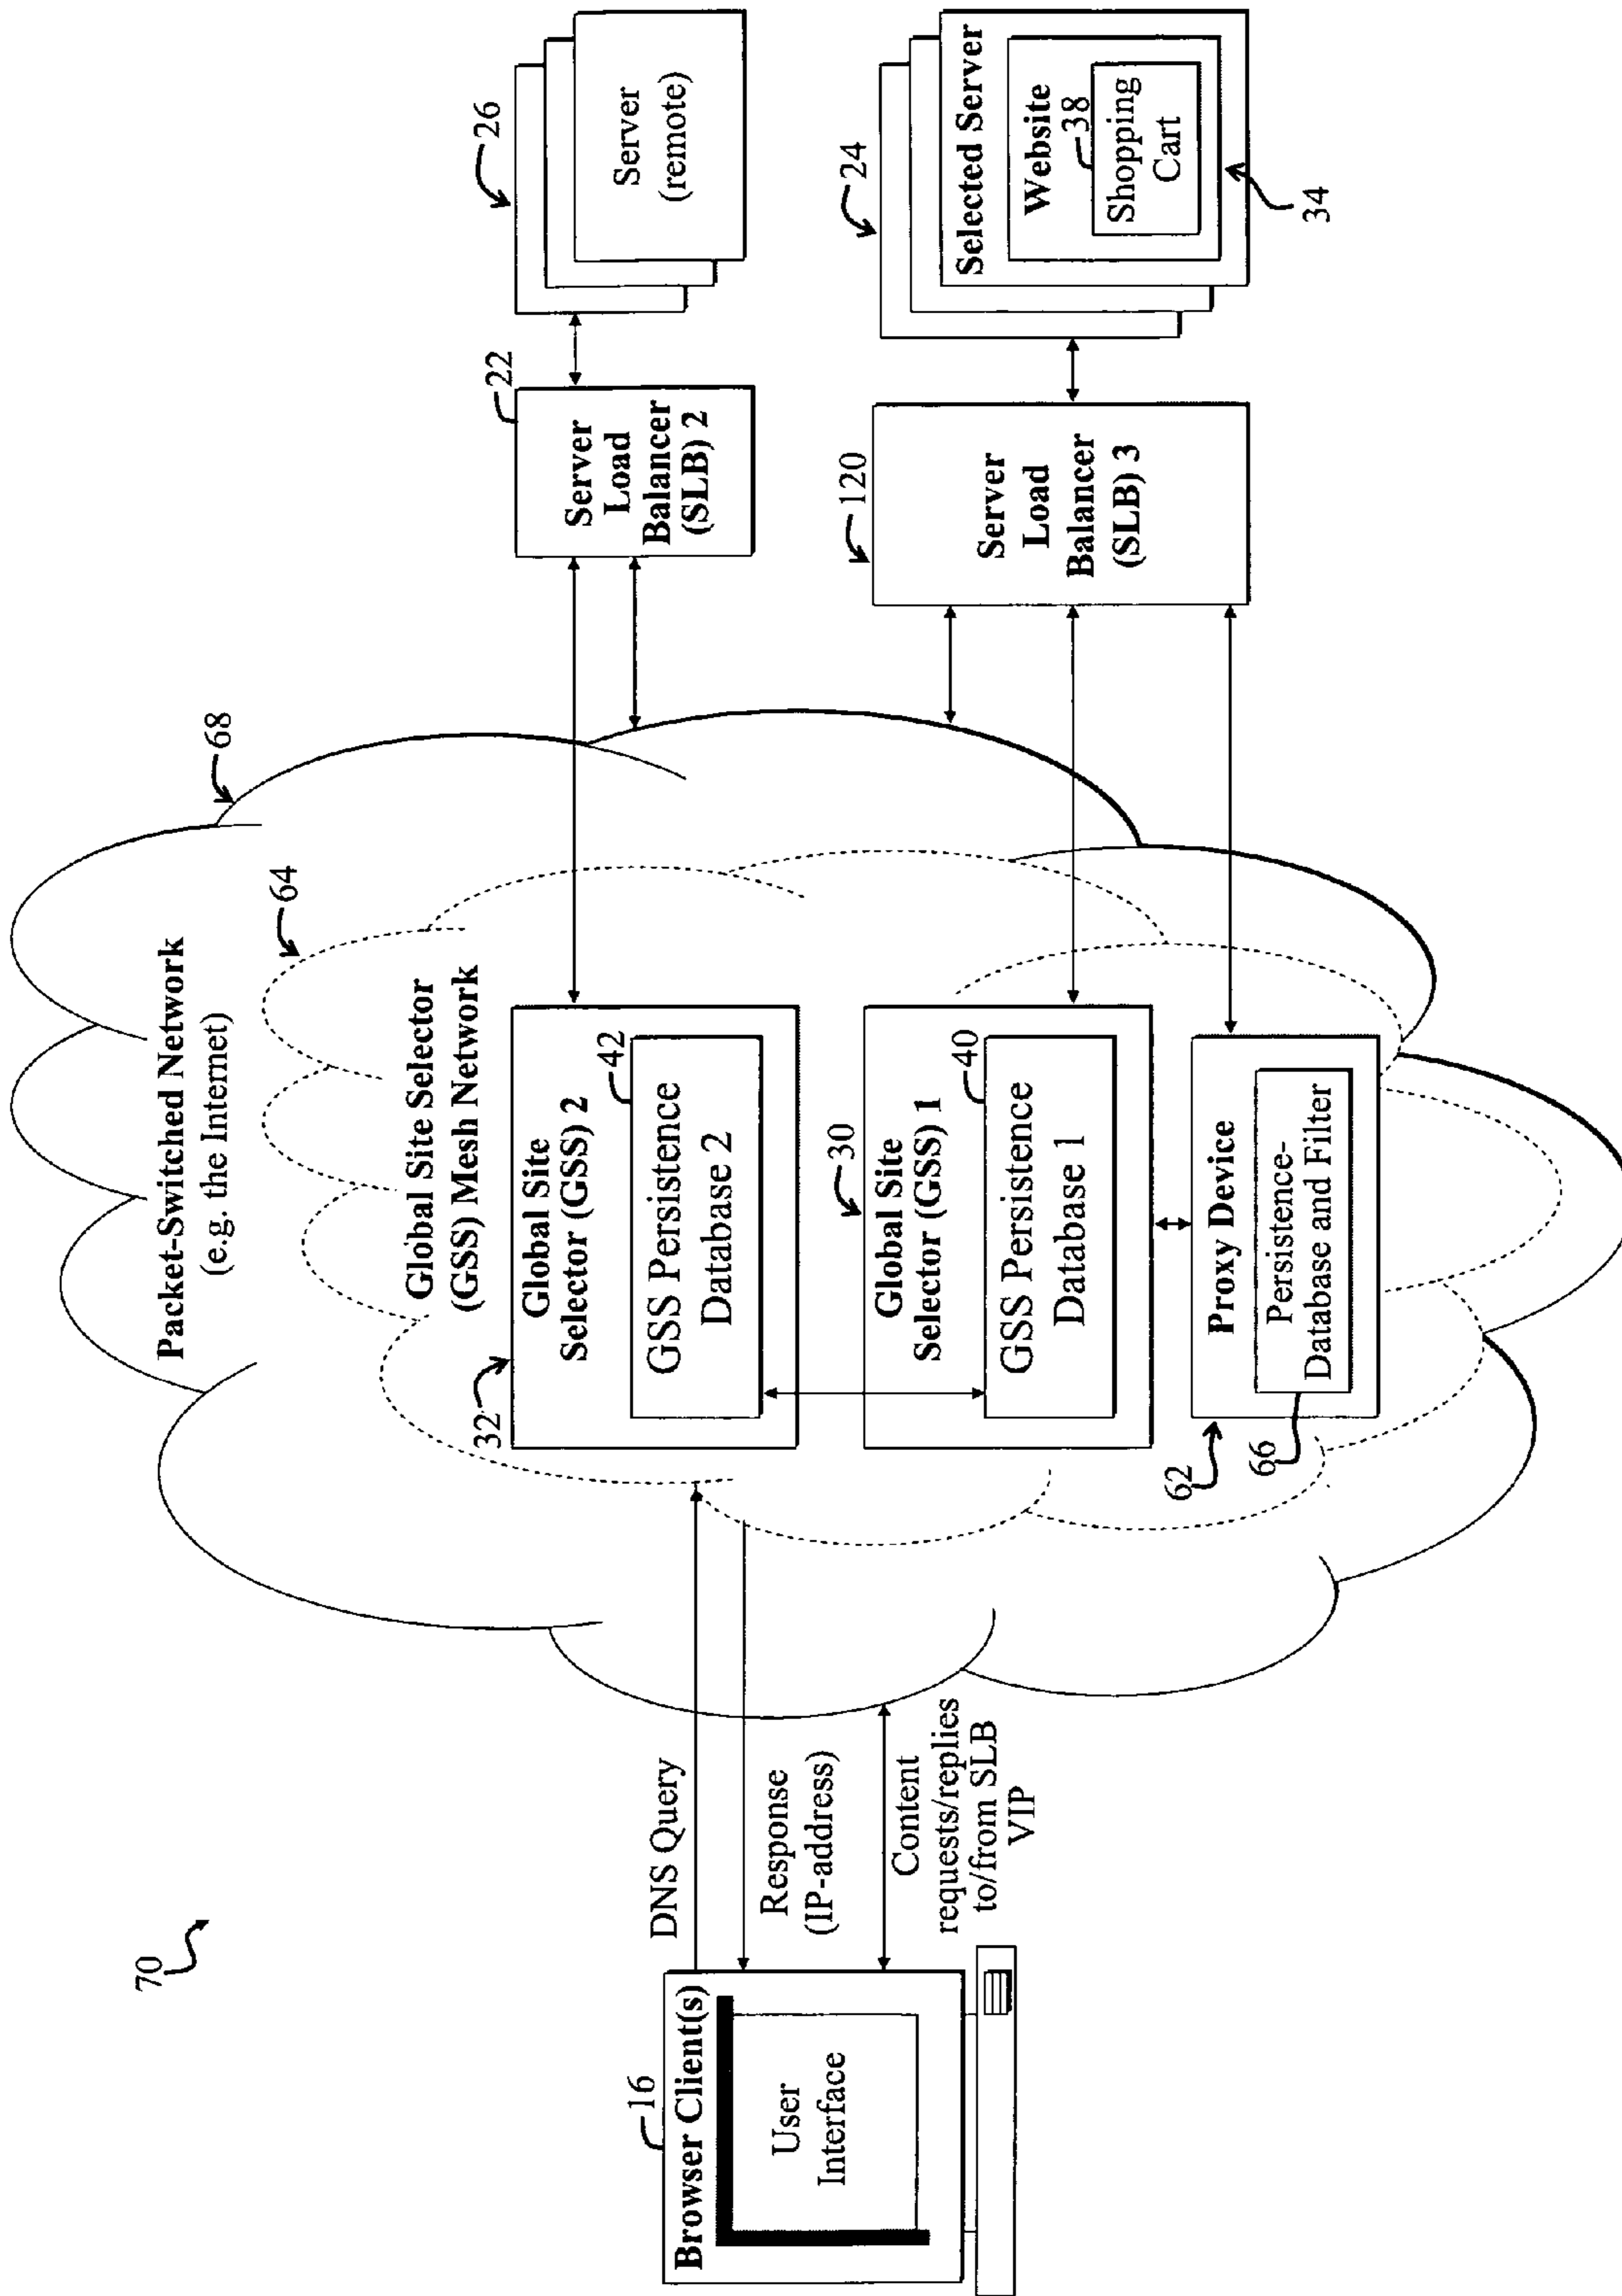 70
Packet-Switched Network
(e.g. the Internet)
68
64
Global Site Selector
(GSS) Mesh Network
16
Browser Client(s)
User
Interface
DNS Query
Response
(IP-address)
Content
requests/replies
to/from SLB
VIP
32
Global Site
Selector (GSS) 2
42
GSS Persistence
Database 2
30
Global Site
Selector (GSS) 1
40
GSS Persistence
Database 1
62
Proxy Device
66
Persistence-
Database and Filter
22
Server
Load
Balancer
(SLB) 2
26
Server
(remote)
120
Server
Load
Balancer
(SLB) 3
24
Selected Server
Website
38
Shopping
Cart
34